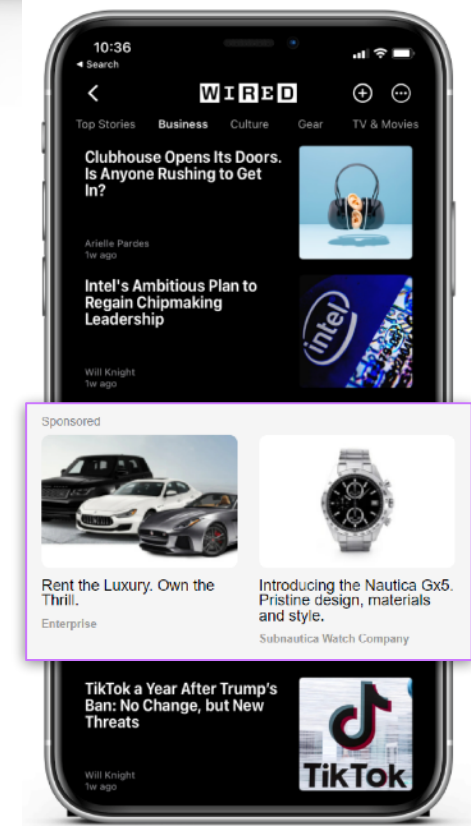 10:36
Search
WIRED
Top Stories Business Culture Gear TV & Movies
Clubhouse Opens Its Doors.
Is Anyone Rushing to Get
In?
Arielle Pardes
1w ago
Intel's Ambitious Plan to
Regain Chipmaking
Leadership
Will Knight
1w ago
intel
Sponsored
Rent the Luxury. Own the
Thrill.
Enterprise
Introducing the Nautica Gx5.
Pristine design, materials
and style.
Subnautica Watch Company
TikTok a Year After Trump's
Ban: No Change, but New
Threats
Will Knight
1w ago
TikTok